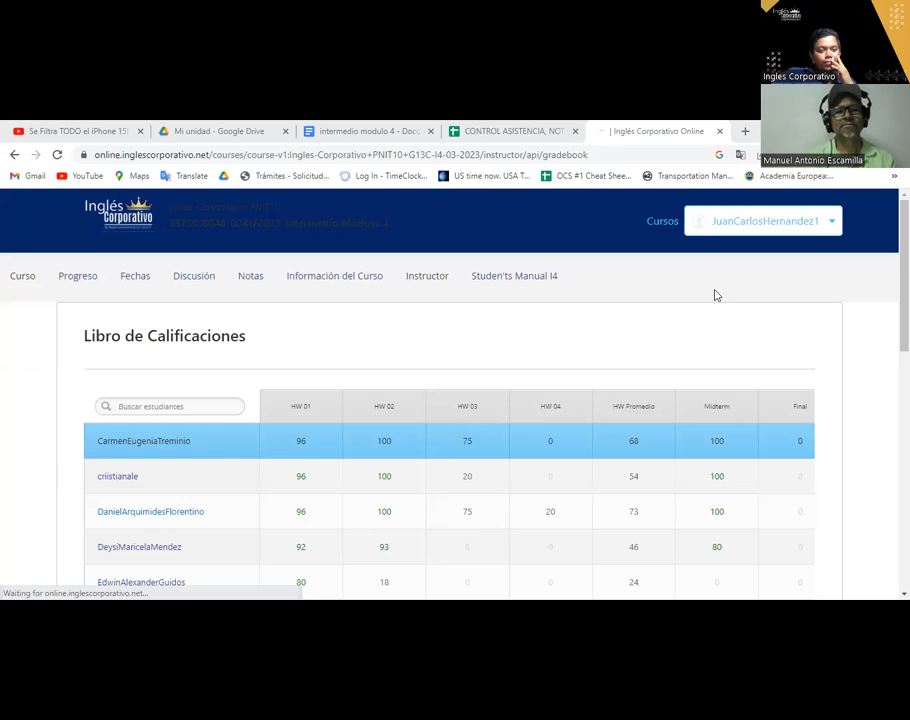 Inglés
Corporativo
Ingles Corporativo
Manuel Antonio Escamilla
Se Filtra TODO el iPhone 15!
Mi unidad - Google Drive
intermedio modulo 4 - Docu
CONTROL ASISTENCIA, NOT
| Inglés Corporativo Online
online.inglescorporativo.net/courses/course-v1:Ingles-Corporativo+PNIT10+G13C-I4-03-2023/instructor/api/gradebook
Gmail
YouTube
Maps
Translate
Trámites - Solicitud...
Log In - TimeClock...
US time now. USA T...
OCS #1 Cheat Shee...
Transportation Man...
Academia Europea:...
»
Inglés
Corporativo
Intermedio Modulo 4
Cursos
JuanCarlosHernandez1
Curso
Progreso
Fechas
Discusión
Notas
Información del Curso
Instructor
Studen'ts Manual I4
Libro de Calificaciones
Buscar estudiantes
HW 01
HW 02
HW 03
HW 04
HW Promedio
Midterm
Final
CarmenEugeniaTreminio 96 100 75 0 68 100 0
criistianale 96 100 20 0 54 100 0
DanielArquimidesFlorentino 96 100 75 20 73 100 0
DeysiMaricelaMendez 92 93 0 0 46 80 0
EdwinAlexanderGuidos 80 18 0 0 24 0 0
Waiting for online.inglescorporativo.net...